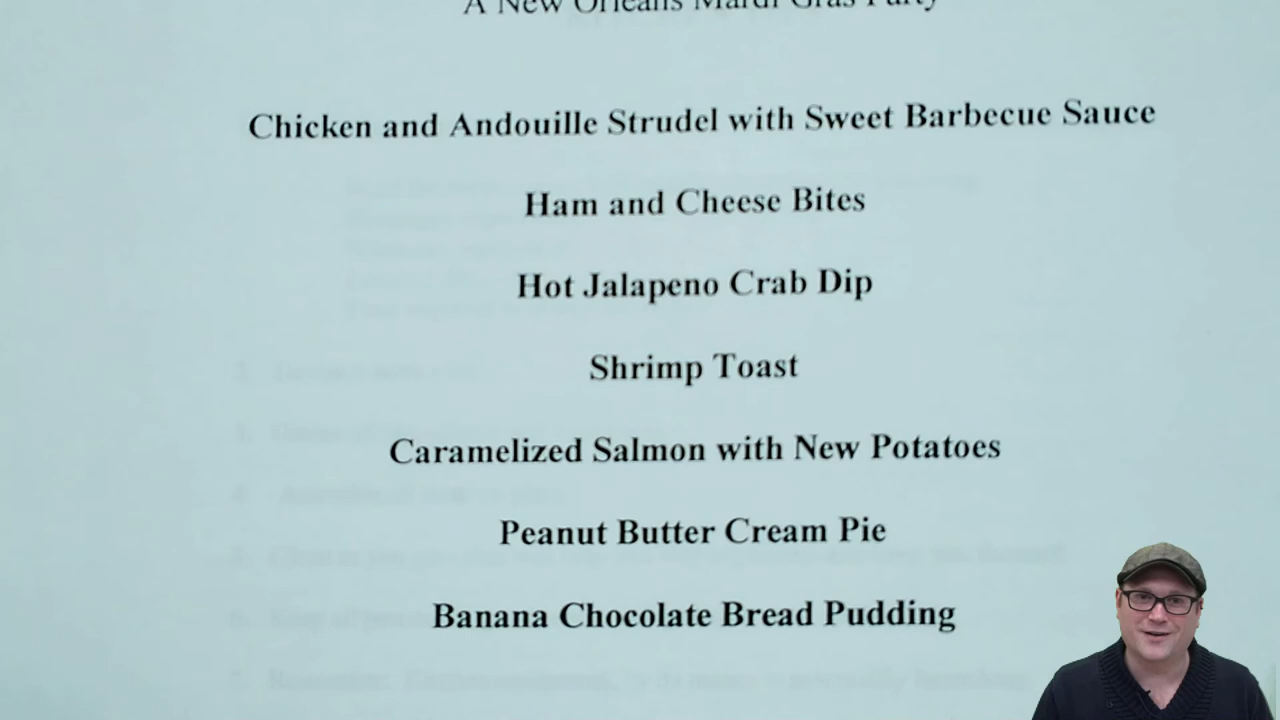 A New Orleans Mardi Gras Party
Chicken and Andouille Strudel with Sweet Barbecue Sauce
Ham and Cheese Bites
Hot Jalapeno Crab Dip
Shrimp Toast
Caramelized Salmon with New Potatoes
Peanut Butter Cream Pie
Banana Chocolate Bread Pudding